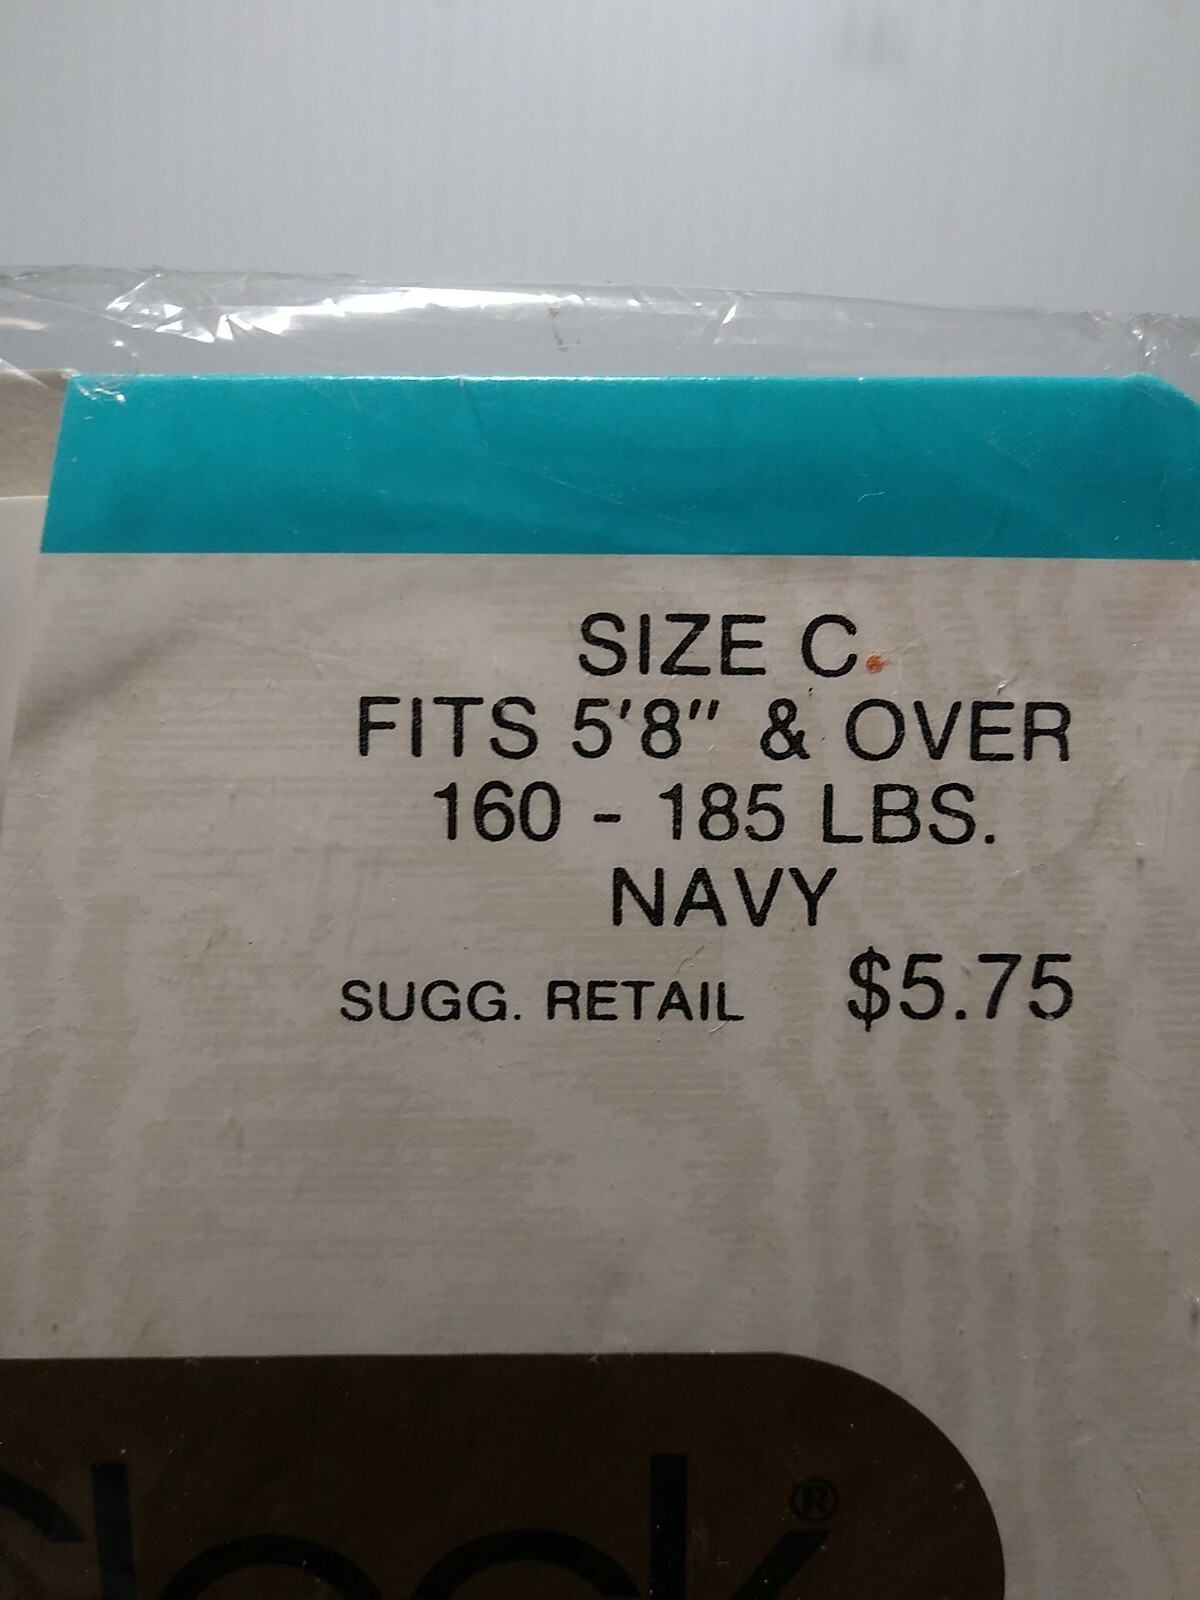 SIZE C
FITS 5'8" & OVER
160 - 185 LBS.
NAVY
SUGG. RETAIL $5.75
®